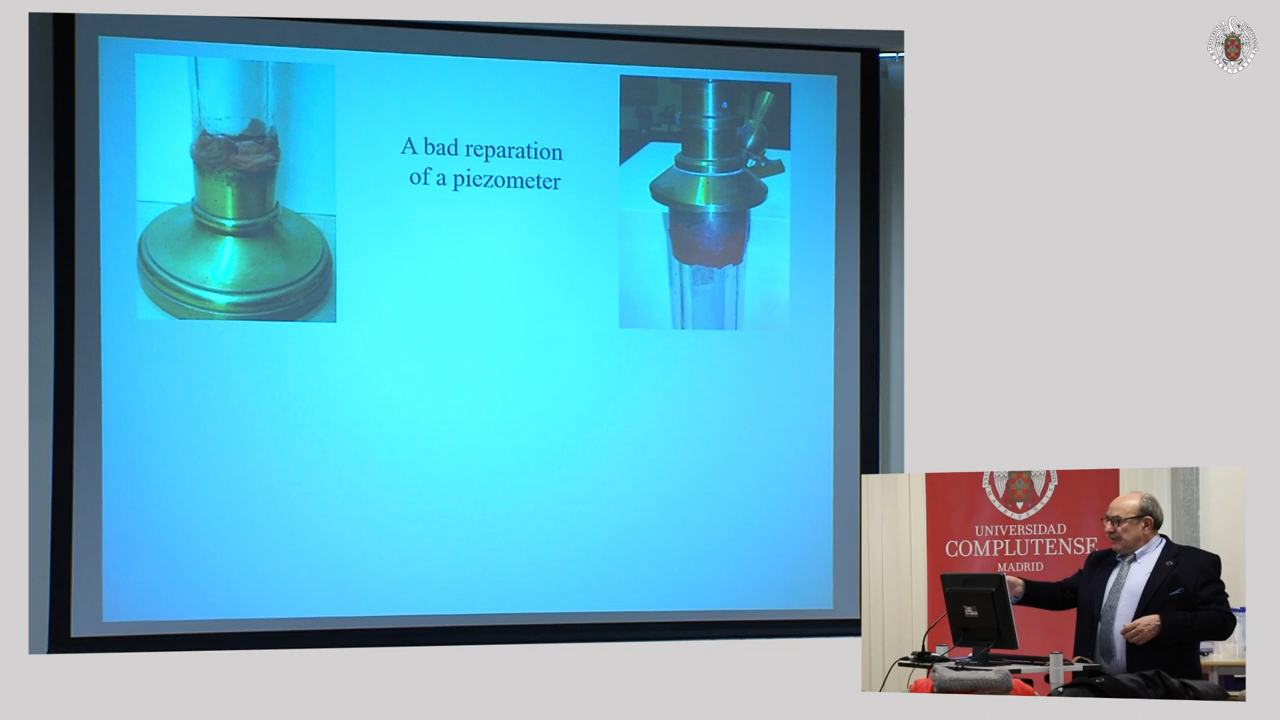 A bad reparation
of a piezometer
UNIVERSIDAD
COMPLUTENSE
MADRID